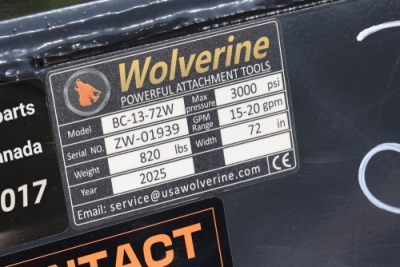 Wolverine
POWERFUL ATTACHMENT TOOLS
Model BC-13-72W Max pressure 3000 psi
Serial NO. ZW-01939 GPM Range 15-20 gpm
Weight 820 lbs Width 72 in
Year 2025
Email: service@usawolverine.com
CE
parts
anada
017
NTACT